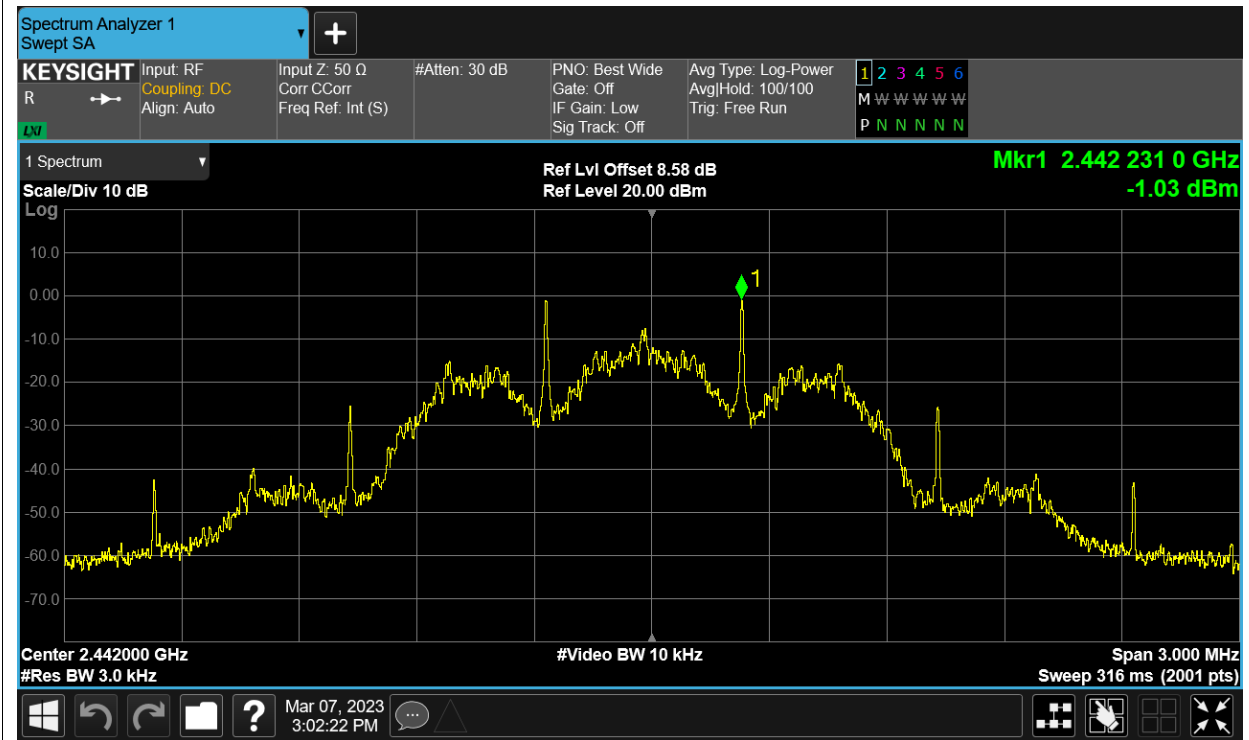 Spectrum Analyzer 1
Swept SA
KEYSIGHT
R
LXI
Input: RF
Coupling: DC
Align: Auto
Input Z: 50 Ω
Corr CCorr
Freq Ref: Int (S)
#Atten: 30 dB
PNO: Best Wide
Gate: Off
IF Gain: Low
Sig Track: Off
Avg Type: Log-Power
Avg|Hold: 100/100
Trig: Free Run
1 2 3 4 5 6
M W W W W W
P N N N N N
1 Spectrum
Scale/Div 10 dB
Ref Lvl Offset 8.58 dB
Ref Level 20.00 dBm
Mkr1 2.442 231 0 GHz
-1.03 dBm
Log
10.0
0.00
-10.0
-20.0
-30.0
-40.0
-50.0
-60.0
-70.0
1
Center 2.442000 GHz
#Res BW 3.0 kHz
#Video BW 10 kHz
Span 3.000 MHz
Sweep 316 ms (2001 pts)
?
Mar 07, 2023
3:02:22 PM